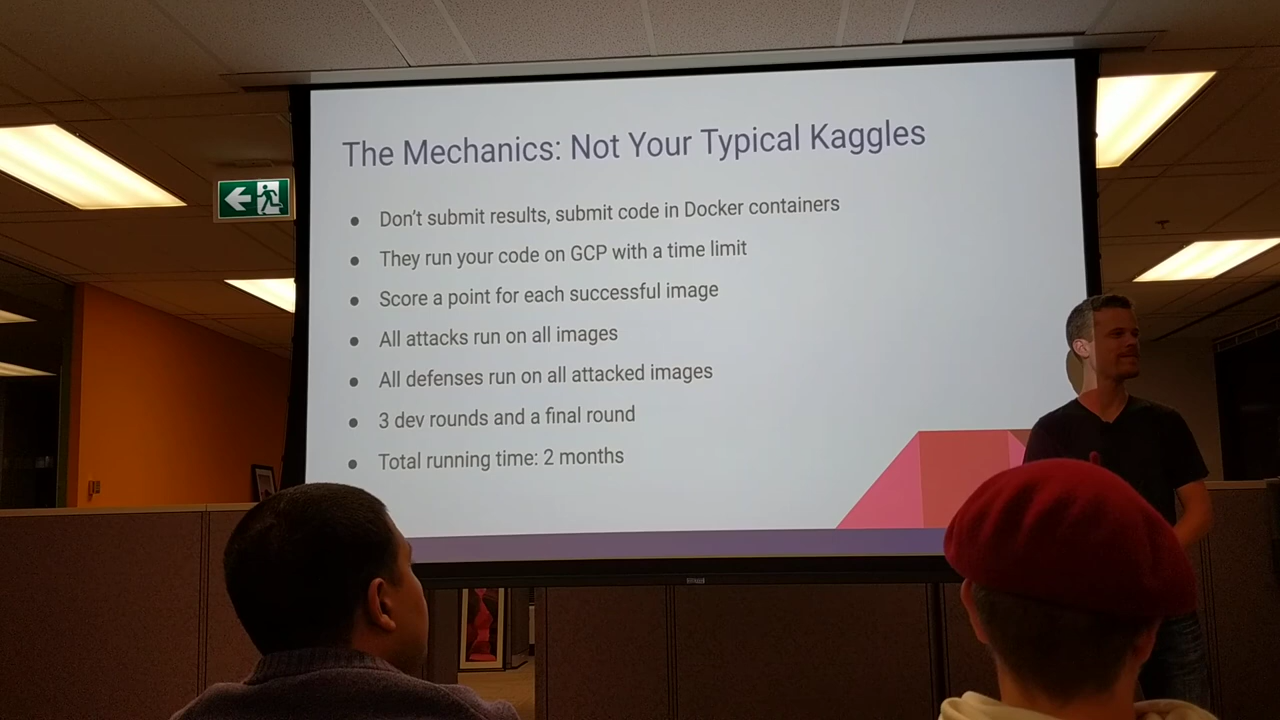 The Mechanics: Not Your Typical Kaggles
● Don't submit results, submit code in Docker containers
● They run your code on GCP with a time limit
● Score a point for each successful image
● All attacks run on all images
● All defenses run on all attacked images
● 3 dev rounds and a final round
● Total running time: 2 months